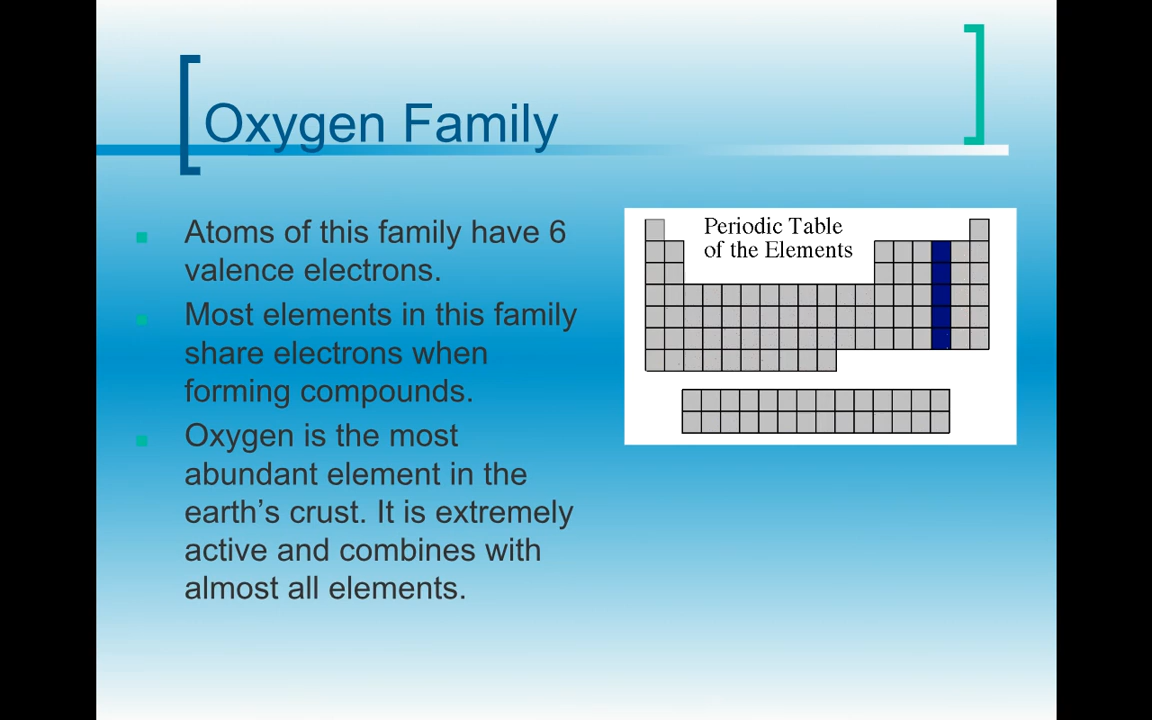 Oxygen Family
Atoms of this family have 6
valence electrons.
Most elements in this family
share electrons when
forming compounds.
Oxygen is the most
abundant element in the
earth’s crust. It is extremely
active and combines with
almost all elements.
Periodic Table
of the Elements